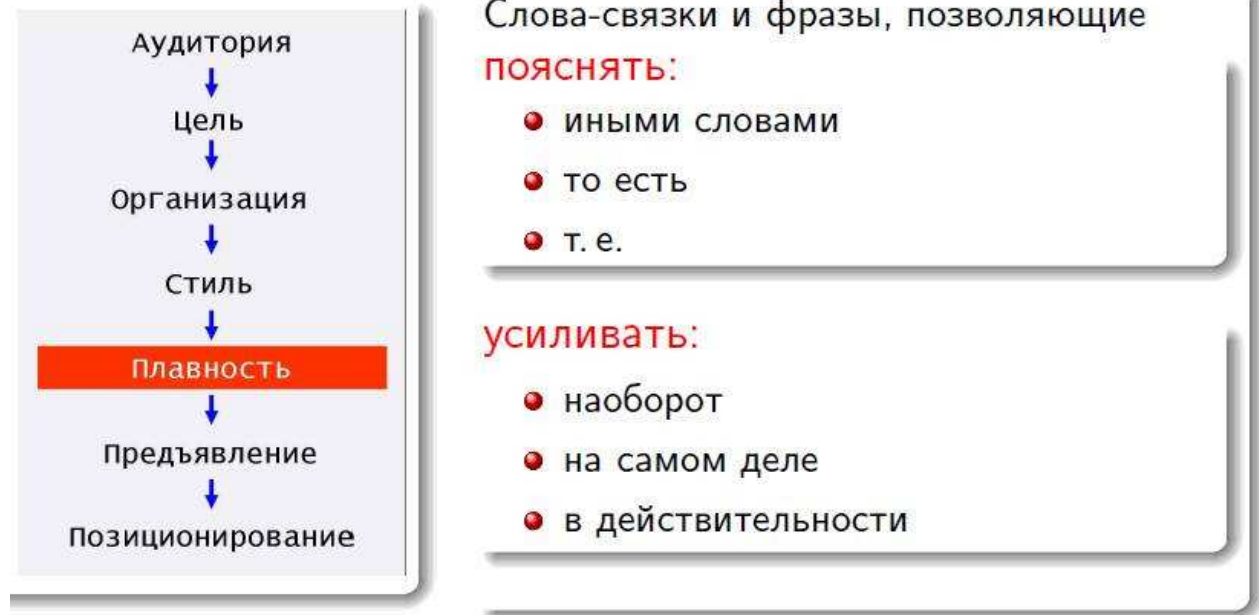 Аудитория
Цель
Организация
Стиль
Плавность
Предъявление
Позиционирование
Слова-связки и фразы, позволяющие
пояснять:
иными словами
то есть
т. е.
усиливать:
наоборот
на самом деле
в действительности